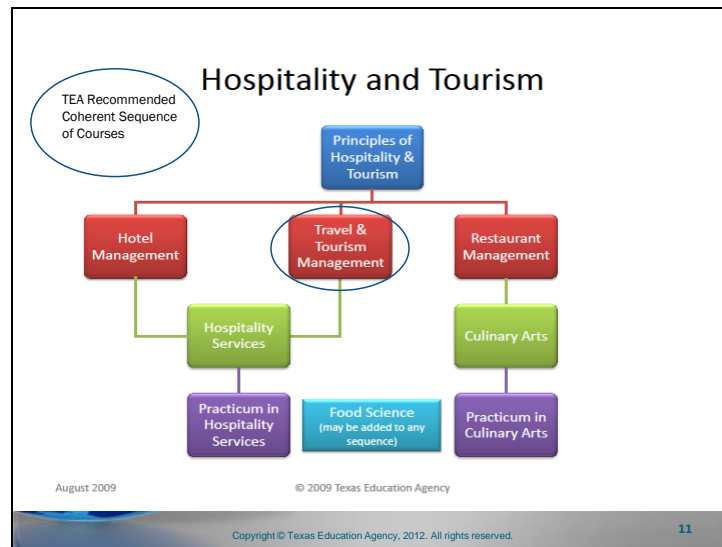 Hospitality and Tourism
TEA Recommended
Coherent Sequence
of Courses
Principles of
Hospitality &
Tourism
Hotel
Management
Travel &
Tourism
Management
Restaurant
Management
Hospitality
Services
Culinary Arts
Practicum in
Hospitality
Services
Food Science
(may be added to any
sequence)
Practicum in
Culinary Arts
August 2009
© 2009 Texas Education Agency
Copyright © Texas Education Agency, 2012. All rights reserved.
11